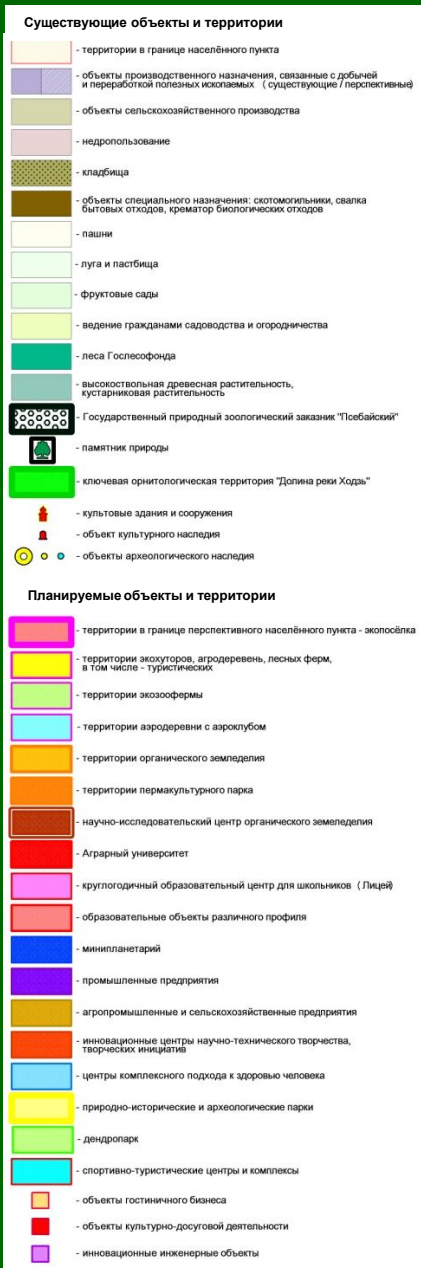 Существующие объекты и территории
- территории в границе населённого пункта
- объекты производственного назначения, связанные с добычей
и переработкой полезных ископаемых ( существующие / перспективные)
- объекты сельскохозяйственного производства
- недропользование
- кладбища
- объекты специального назначения: скотомогильники, свалка
бытовых отходов, крематор биологических отходов
- пашни
- луга и пастбища
- фруктовые сады
- ведение гражданами садоводства и огородничества
- леса Гослесофонда
- высокоствольная древесная растительность,
кустарниковая растительность
- Государственный природный зоологический заказник "Псебайский"
- памятник природы
- ключевая орнитологическая территория "Долина реки Ходзь"
- культовые здания и сооружения
- объект культурного наследия
- объекты археологического наследия
Планируемые объекты и территории
- территории в границе перспективного населённого пункта - экопосёлка
- территории экохуторов, агродеревень, лесных ферм,
в том числе - туристических
- территории экозоофермы
- территории аэродеревни с аэроклубом
- территории органического земледелия
- территории пермакультурного парка
- научно-исследовательский центр органического земеледелия
- Аграрный университет
- круглогодичный образовательный центр для школьников ( Лицей)
- образовательные объекты различного профиля
- минипланетарий
- промышленные предприятия
- агропромышленные и сельскохозяйственные предприятия
- инновационные центры научно-технического творчества,
творческих инициатив
- центры комплексного подхода к здоровью человека
- природно-исторические и археологические парки
- дендропарк
- спортивно-туристические центры и комплексы
- объекты гостиничного бизнеса
- объекты культурно-досуговой деятельности
- инновационные инженерные объекты